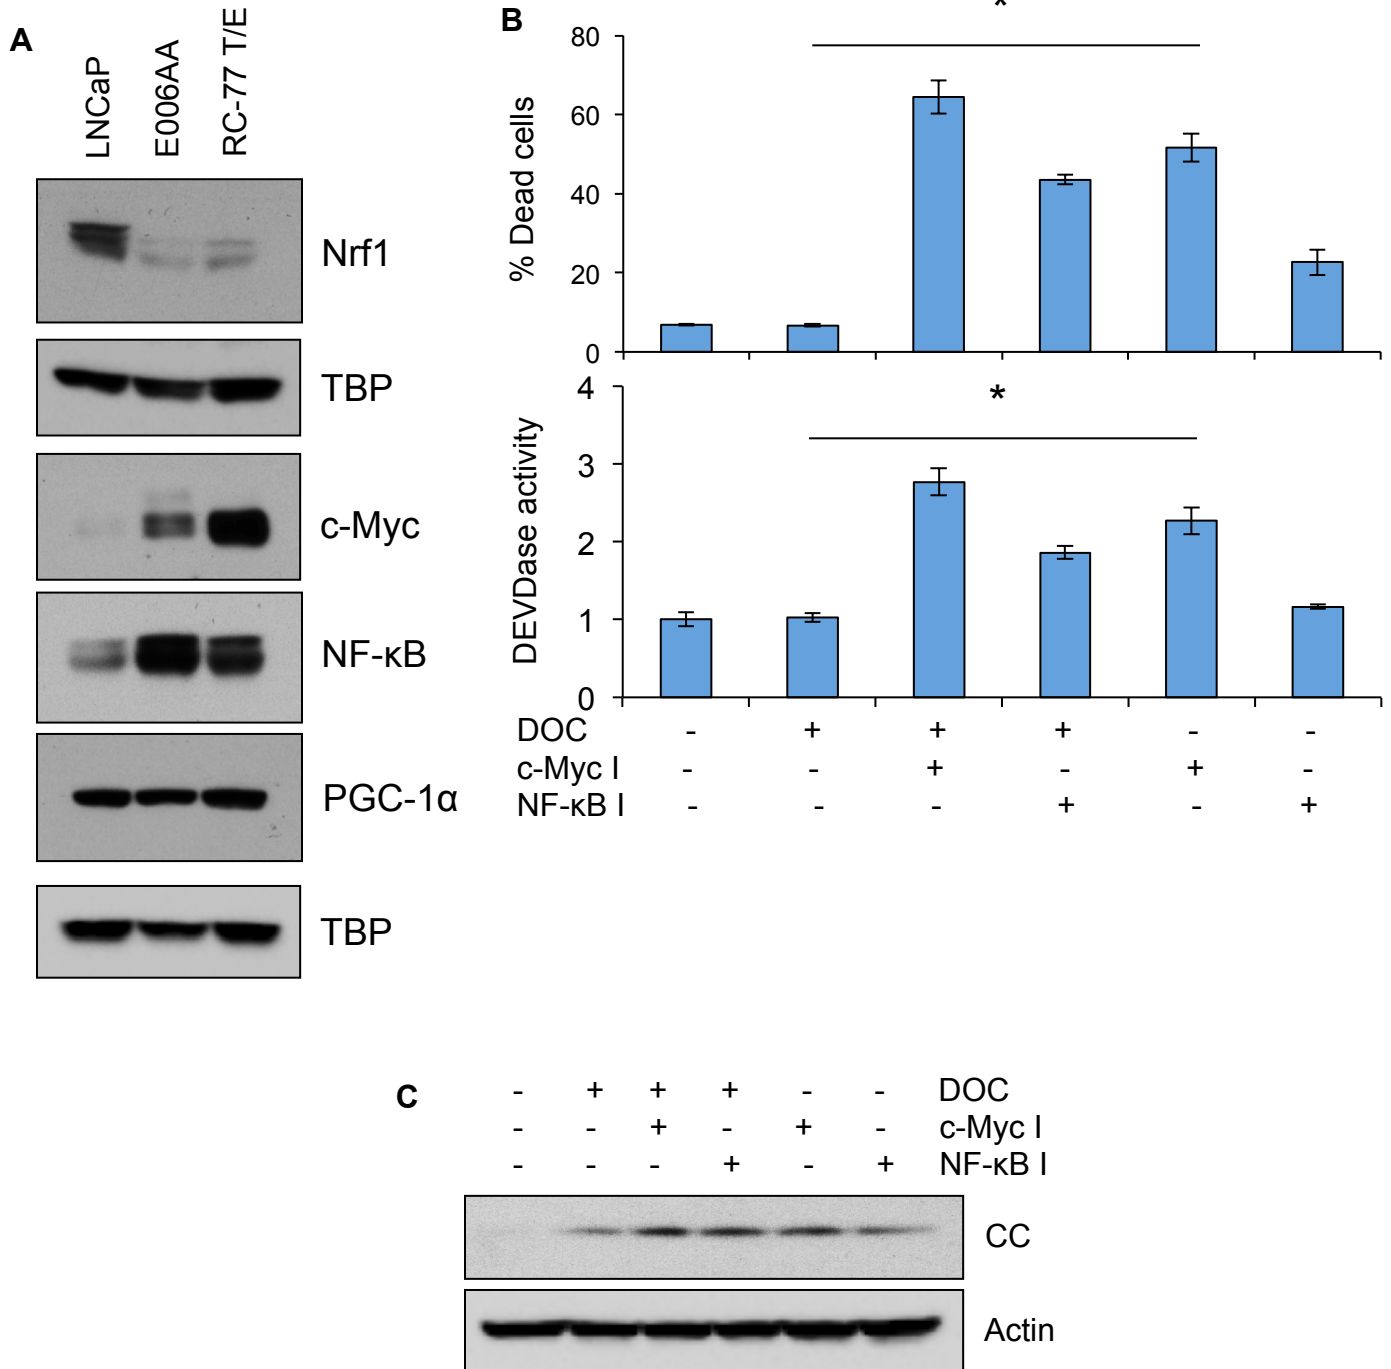 A
LNCaP
E006AA
RC-77 T/E
Nrf1
TBP
c-Myc
NF-κB
PGC-1α
TBP
B
*
% Dead cells
80
60
40
20
0
*
DEVDase activity
4
3
2
1
0
DOC - + + + - -
c-Myc I - - + - + -
NF-κB I - - - + - +
C
- + + + - - DOC
- - + - + - c-Myc I
- - - + - + NF-κB I
CC
Actin